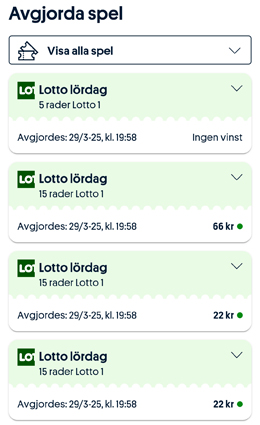 Avgjorda spel
Visa alla spel
LO
Lotto lördag
5 rader Lotto 1
Avgjordes: 29/3-25, kl. 19:58 Ingen vinst
LO
Lotto lördag
15 rader Lotto 1
Avgjordes: 29/3-25, kl. 19:58 66 kr
LO
Lotto lördag
15 rader Lotto 1
Avgjordes: 29/3-25, kl. 19:58 22 kr
LO
Lotto lördag
15 rader Lotto 1
Avgjordes: 29/3-25, kl. 19:58 22 kr